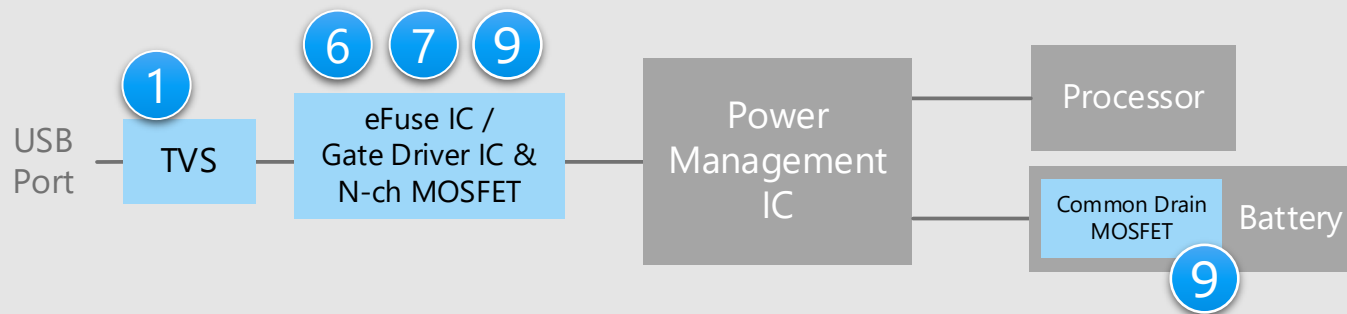 6 7 9
1
USB
Port
TVS
eFuse IC /
Gate Driver IC &
N-ch MOSFET
Power
Management
IC
Processor
Common Drain
MOSFET
Battery
9